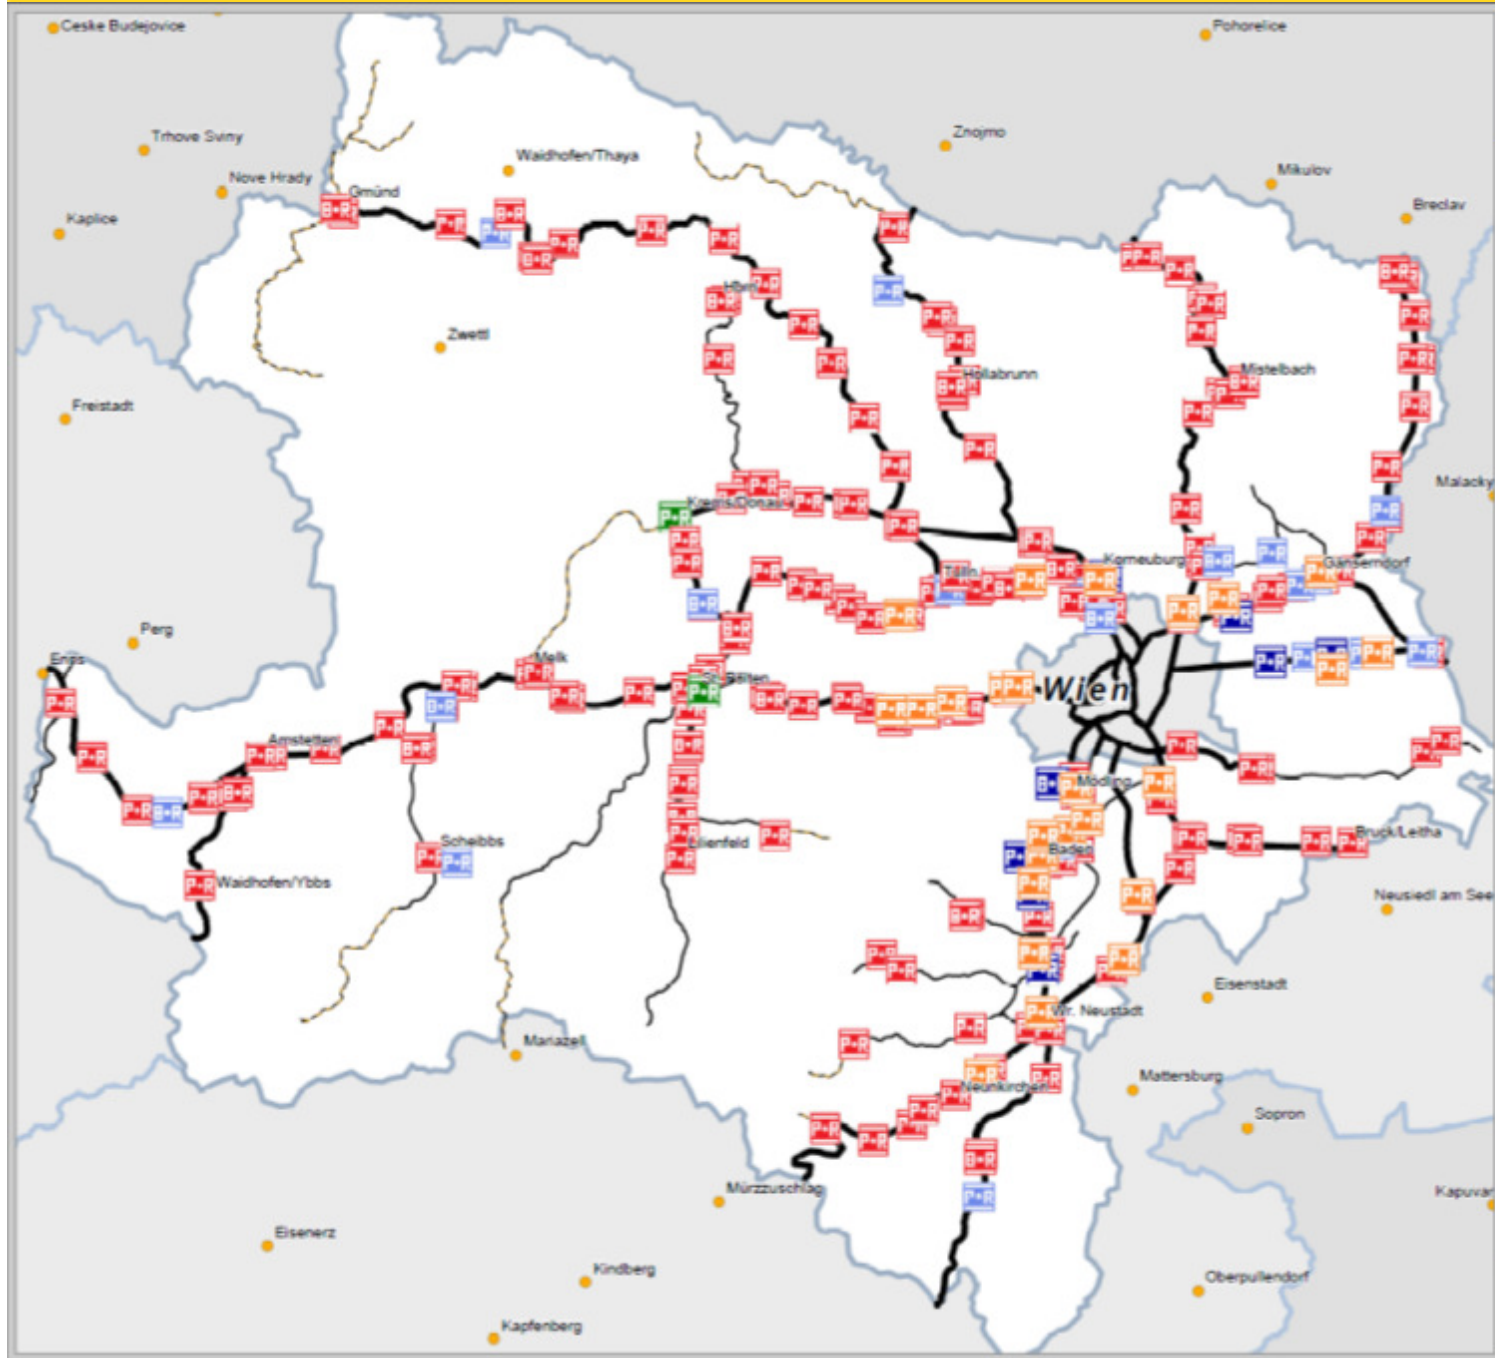 Ceske Budejovice
Pohorelice
Trhove Sviny
Znojmo
Waidhofen/Thaya
Mikulov
Nove Hrady
Gmünd
Breclav
Kaplice
Horn
Zwettl
Hollabrunn
Mistelbach
Freistadt
Malacky
Krems/Donau
Korneuburg
Gänserndorf
Tulln
Perg
Enns
Melk
St. Pölten
Wien
Amstetten
Mödling
Scheibbs
Lilienfeld
Baden
Bruck/Leitha
Waidhofen/Ybbs
Neusiedl am See
Eisenstadt
Wr. Neustadt
Mariazell
Neunkirchen
Mattersburg
Sopron
Mürzzuschlag
Kapuvar
Eisenerz
Kindberg
Oberpullendorf
Kapfenberg